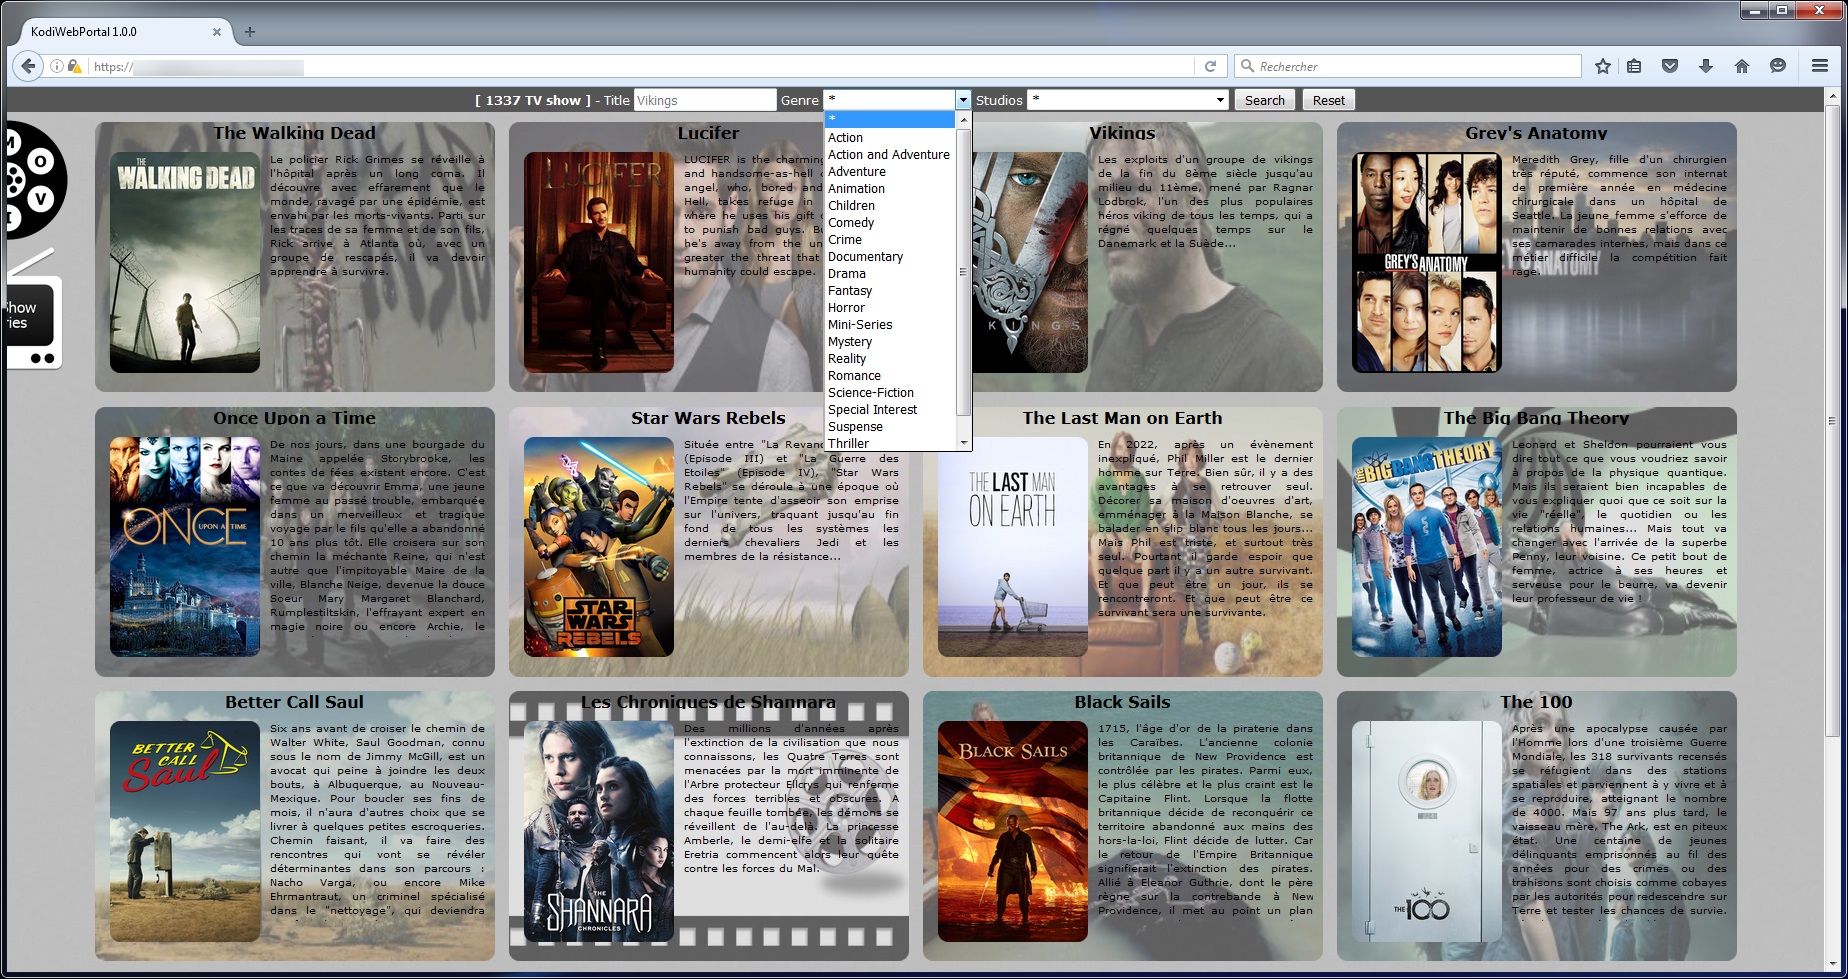 KodiWebPortal 1.0.0
https://
Rechercher
[ 1337 TV show ] - Title Vikings Genre * Studios * Search Reset
*
Action
Action and Adventure
Adventure
Animation
Children
Comedy
Crime
Documentary
Drama
Fantasy
Horror
Mini-Series
Mystery
Reality
Romance
Science-Fiction
Special Interest
Suspense
Thriller
M
O
V
I
how
ries
The Walking Dead
THE
WALKING DEAD
Le policier Rick Grimes se réveille à
l'hôpital après un long coma. Il
découvre avec effarement que le
monde, ravagé par une épidémie, est
envahi par les morts-vivants. Parti sur
les traces de sa femme et de son fils,
Rick arrive à Atlanta où, avec un
groupe de rescapés, il va devoir
apprendre à survivre.
Lucifer
LUCIFER
LUCIFER is the charming,
and handsome-as-hell
angel, who, bored and
Hell, takes refuge in
where he uses his gift
to punish bad guys. Bu
he's away from the un
greater the threat that
humanity could escape.
Vikings
KINGS
Les exploits d'un groupe de vikings
de la fin du 8ème siècle jusqu'au
milieu du 11ème, mené par Ragnar
Lodbrok, l'un des plus populaires
héros viking de tous les temps, qui a
régné quelques temps sur le
Danemark et la Suède...
Grey's Anatomy
GREY'S ANATOMY
Meredith Grey, fille d'un chirurgien
très réputé, commence son internat
de première année en médecine
chirurgicale dans un hôpital de
Seattle. La jeune femme s'efforce de
maintenir de bonnes relations avec
ses camarades internes, mais dans ce
métier difficile la compétition fait
rage.
ANATOMY
Once Upon a Time
ONCE
UPON A TIME
De nos jours, dans une bourgade du
Maine appelée Storybrooke, les
contes de fées existent encore. C'est
ce que va découvrir Emma, une jeune
femme au passé trouble, embarquée
dans un merveilleux et tragique
voyage par le fils qu'elle a abandonné
10 ans plus tôt. Elle croisera sur son
chemin la méchante Reine, qui n'est
autre que l'impitoyable Maire de la
ville, Blanche Neige, devenue la douce
Soeur Mary Margaret Blanchard,
Rumplestiltskin, l'effrayant expert en
magie noire ou encore Archie, le
Star Wars Rebels
STAR
WARS
REBELS
Située entre "La Revanc
(Episode III) et "La Guerre des
Etoiles" (Episode IV), "Star Wars
Rebels" se déroule à une époque où
l'Empire tente d'asseoir son emprise
sur l'univers, traquant jusqu'au fin
fond de tous les systèmes les
derniers chevaliers Jedi et les
membres de la résistance...
The Last Man on Earth
THE LAST MAN
ON EARTH
En 2022, après un évènement
inexpliqué, Phil Miller est le dernier
homme sur Terre. Bien sûr, il y a des
avantages à se retrouver seul.
Décorer sa maison d'oeuvres d'art,
emménager à la Maison Blanche, se
balader en slip blanc tous les jours...
Mais Phil est triste, et surtout très
seul. Pourtant il garde espoir que
quelque part il y a un autre survivant.
Et que peut être un jour, ils se
rencontreront. Et que peut être ce
survivant sera une survivante.
The Big Bang Theory
THE BIG BANG THEORY
Leonard et Sheldon pourraient vous
dire tout ce que vous voudriez savoir
à propos de la physique quantique.
Mais ils seraient bien incapables de
vous expliquer quoi que ce soit sur la
vie "réelle", le quotidien ou les
relations humaines... Mais tout va
changer avec l'arrivée de la superbe
Penny, leur voisine. Ce petit bout de
femme, actrice à ses heures et
serveuse pour le beurre, va devenir
leur professeur de vie !
Better Call Saul
BETTER
CALL
Saul
Six ans avant de croiser le chemin de
Walter White, Saul Goodman, connu
sous le nom de Jimmy McGill, est un
avocat qui peine à joindre les deux
bouts, à Albuquerque, au Nouveau-
Mexique. Pour boucler ses fins de
mois, il n'aura d'autres choix que se
livrer à quelques petites escroqueries.
Chemin faisant, il va faire des
rencontres qui vont se révéler
déterminantes dans son parcours :
Nacho Varga, ou encore Mike
Ehrmantraut, un criminel spécialisé
dans le "nettoyage", qui deviendra
Les Chroniques de Shannara
THE
SHANNARA
CHRONICLES
Des millions d'années après
l'extinction de la civilisation que nous
connaissons, les Quatre Terres sont
menacées par la mort imminente de
l'Arbre protecteur Ellcrys qui renferme
des forces terribles et obscures. A
chaque feuille tombée, les démons se
réveillent de l'au-delà. La princesse
Amberle, le demi-elfe et la solitaire
Eretria commencent alors leur quête
contre les forces du Mal.
Black Sails
BLACK SAILS
1715, l'âge d'or de la piraterie dans
les Caraïbes. L'ancienne colonie
britannique de New Providence est
contrôlée par les pirates. Parmi eux,
le plus célèbre et le plus craint est le
Capitaine Flint. Lorsque la flotte
britannique décide de reconquérir ce
territoire abandonné aux mains des
hors-la-loi, Flint décide de lutter. Car
le retour de l'Empire Britannique
signifierait l'extinction des pirates.
Allié à Eleanor Guthrie, dont le père
règne sur la contrebande à New
Providence, il met au point un plan
The 100
THE 100
Après une apocalypse causée par
l'Homme lors d'une troisième Guerre
Mondiale, les 318 survivants recensés
se réfugient dans des stations
spatiales et parviennent à y vivre et à
se reproduire, atteignant le nombre
de 4000. Mais 97 ans plus tard, le
vaisseau mère, The Ark, est en piteux
état. Une centaine de jeunes
délinquants emprisonnés au fil des
années pour des crimes ou des
trahisons sont choisis comme cobayes
par les autorités pour redescendre sur
Terre et tester les chances de survie.